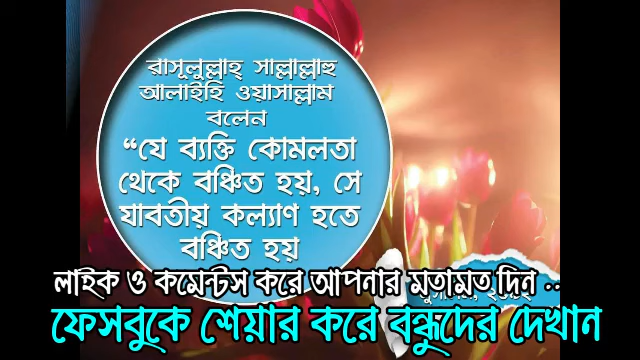 রাসূলুল্লাহ্ সাল্লাল্লাহু
আলাইহি ওয়াসাল্লাম
বলেন
“যে ব্যক্তি কোমলতা
থেকে বঞ্চিত হয়, সে
যাবতীয় কল্যাণ হতে
বঞ্চিত হয়
লাইক ও কমেন্টস করে আপনার মতামত দিন ..
ফেসবুকে শেয়ার করে বন্ধুদের দেখান